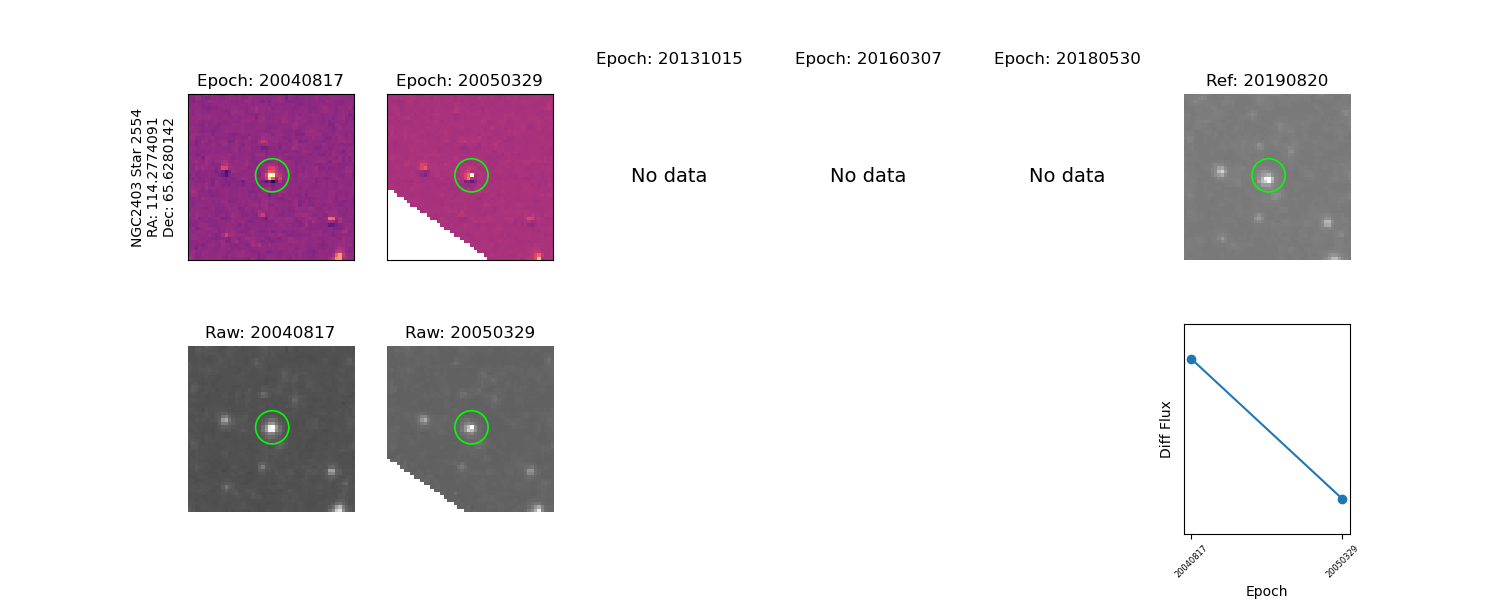 Epoch: 20040817
Epoch: 20050329
Epoch: 20131015
Epoch: 20160307
Epoch: 20180530
Ref: 20190820
NGC2403 Star 2554
RA: 114.2774091
Dec: 65.6280142
No data
No data
No data
Raw: 20040817
Raw: 20050329
Diff Flux
20040817
20050329
Epoch